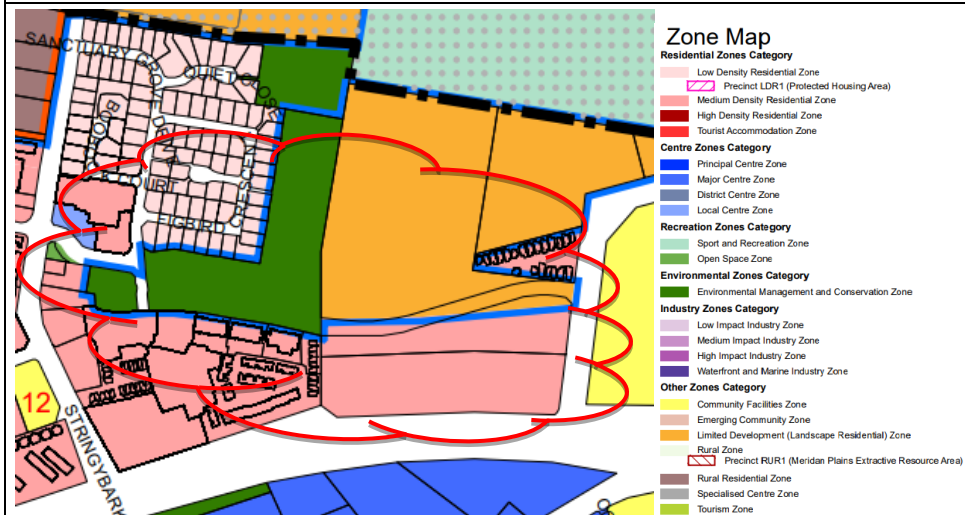 SANCTUARY GROVE
QUIET CLOSE
DENT
BOOROOK COURT
CRESCENT
FIGBIRD
12
STRINGYBARK
Zone Map
Residential Zones Category
Low Density Residential Zone
Precinct LDR1 (Protected Housing Area)
Medium Density Residential Zone
High Density Residential Zone
Tourist Accommodation Zone
Centre Zones Category
Principal Centre Zone
Major Centre Zone
District Centre Zone
Local Centre Zone
Recreation Zones Category
Sport and Recreation Zone
Open Space Zone
Environmental Zones Category
Environmental Management and Conservation Zone
Industry Zones Category
Low Impact Industry Zone
Medium Impact Industry Zone
High Impact Industry Zone
Waterfront and Marine Industry Zone
Other Zones Category
Community Facilities Zone
Emerging Community Zone
Limited Development (Landscape Residential) Zone
Rural Zone
Precinct RUR1 (Meridan Plains Extractive Resource Area)
Rural Residential Zone
Specialised Centre Zone
Tourism Zone